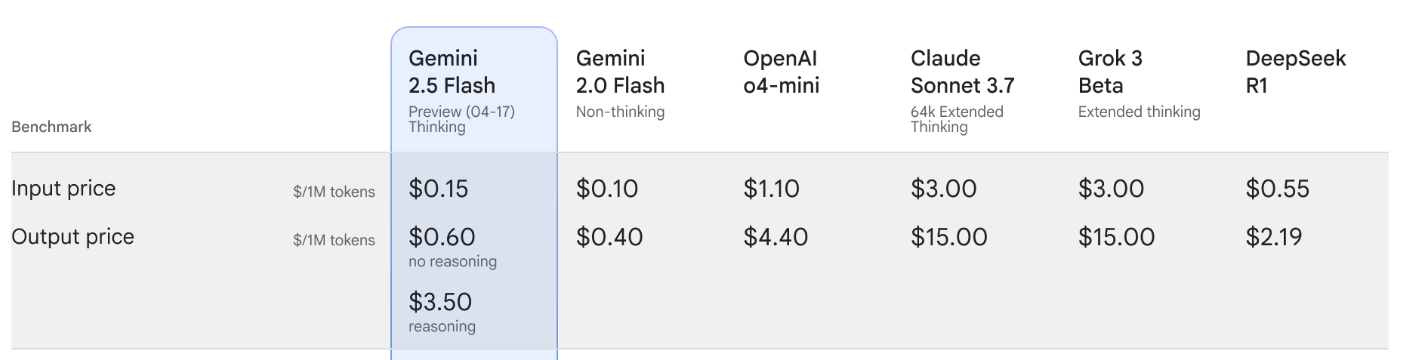 Gemini 2.5 Flash Preview (04-17) Thinking
Gemini 2.0 Flash Non-thinking
OpenAI o4-mini
Claude Sonnet 3.7 64k Extended Thinking
Grok 3 Beta Extended thinking
DeepSeek R1
Benchmark
Input price $/1M tokens $0.15 $0.10 $1.10 $3.00 $3.00 $0.55
Output price $/1M tokens $0.60 $0.40 $4.40 $15.00 $15.00 $2.19
no reasoning
$3.50
reasoning